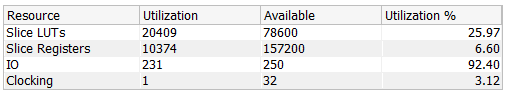 Resource Utilization Available Utilization %
Slice LUTs 20409 78600 25.97
Slice Registers 10374 157200 6.60
IO 231 250 92.40
Clocking 1 32 3.12